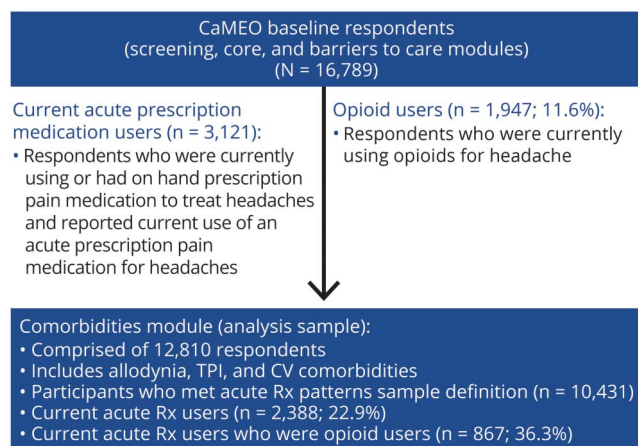 CaMEO baseline respondents
(screening, core, and barriers to care modules)
(N = 16,789)
Current acute prescription
medication users (n = 3,121):
• Respondents who were currently
using or had on hand prescription
pain medication to treat headaches
and reported current use of an
acute prescription pain
medication for headaches
Opioid users (n = 1,947; 11.6%)
• Respondents who were currently
using opioids for headache
Comorbidities module (analysis sample):
• Comprised of 12,810 respondents
• Includes allodynia, TPI, and CV comorbidities
• Participants who met acute Rx patterns sample definition (n = 10,431)
• Current acute Rx users (n = 2,388; 22.9%)
• Current acute Rx users who were opioid users (n = 867; 36.3%)